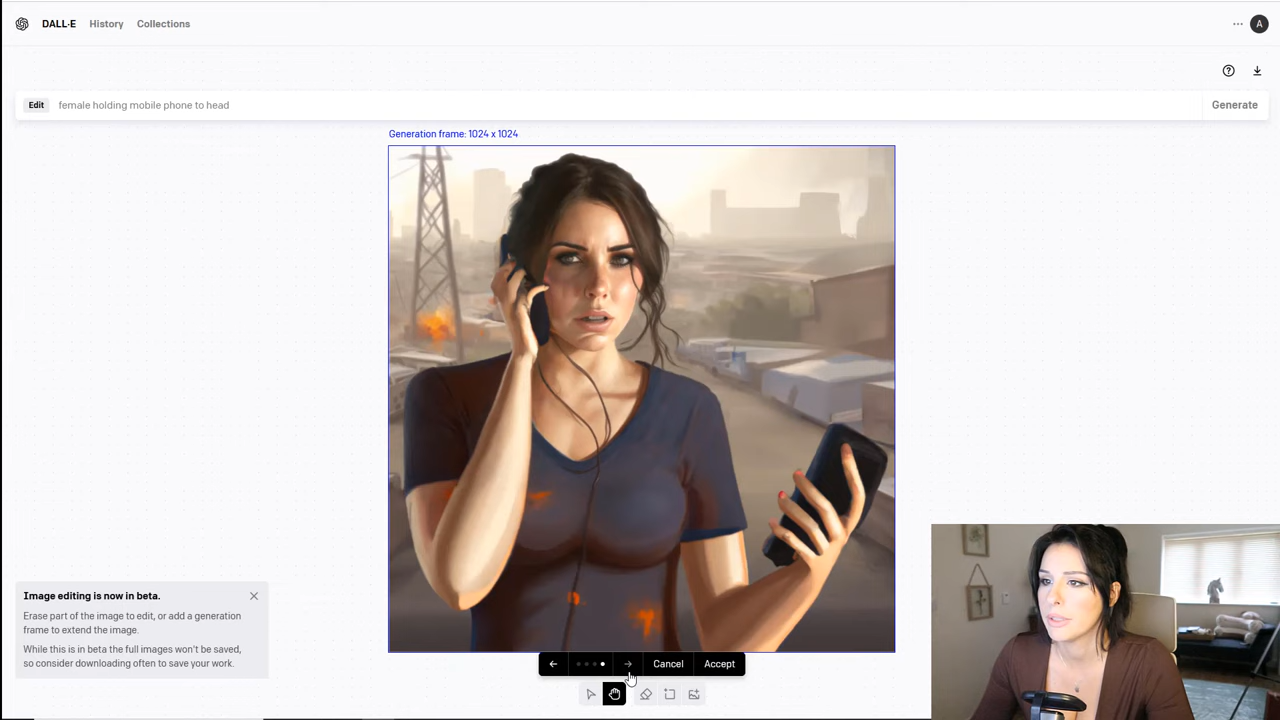 DALL·E
History
Collections
A
Edit
female holding mobile phone to head
Generate
Generation frame: 1024 x 1024
Image editing is now in beta.
Erase part of the image to edit, or add a generation
frame to extend the image.
While this is in beta the full images won't be saved,
so consider downloading often to save your work.
Cancel
Accept